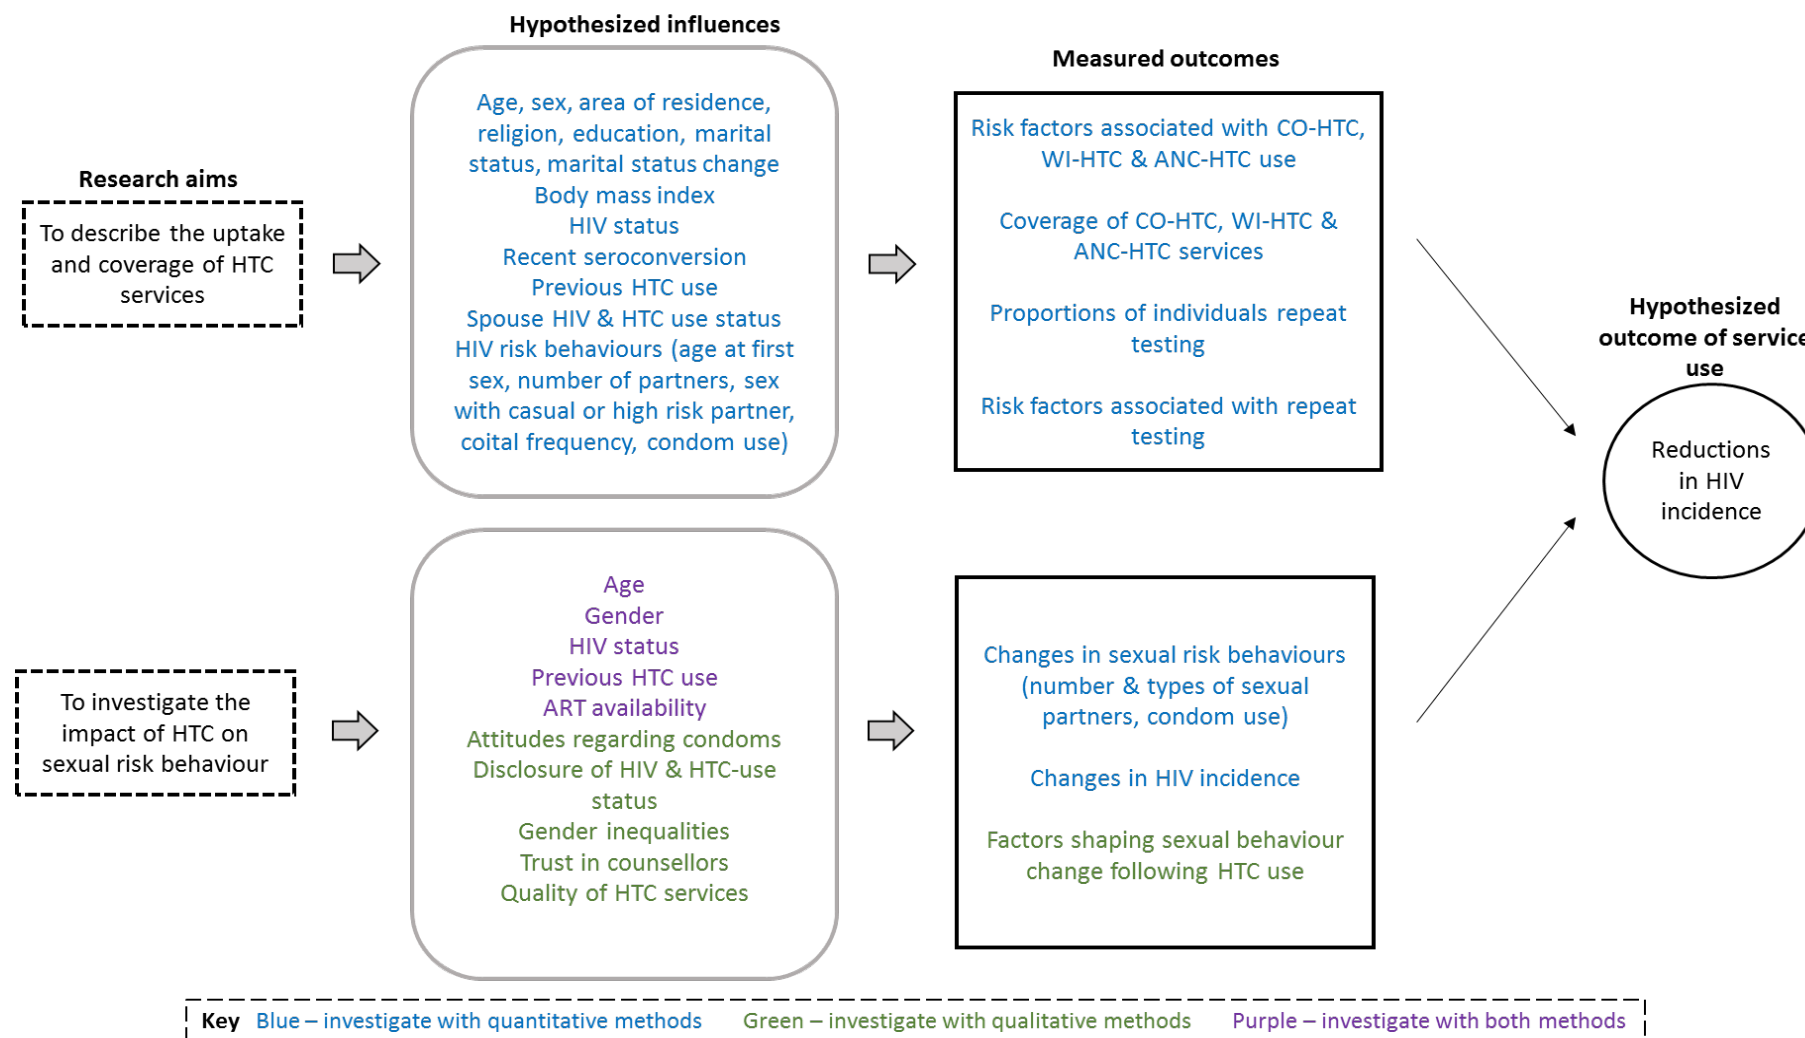 Hypothesized influences
Measured outcomes
Research aims
To describe the uptake
and coverage of HTC
services
Age, sex, area of residence,
religion, education, marital
status, marital status change
Body mass index
HIV status
Recent seroconversion
Previous HTC use
Spouse HIV & HTC use status
HIV risk behaviours (age at first
sex, number of partners, sex
with casual or high risk partner,
coital frequency, condom use)
Risk factors associated with CO-HTC,
WI-HTC & ANC-HTC use
Coverage of CO-HTC, WI-HTC &
ANC-HTC services
Proportions of individuals repeat
testing
Risk factors associated with repeat
testing
Hypothesized
outcome of service
use
Reductions
in HIV
incidence
To investigate the
impact of HTC on
sexual risk behaviour
Age
Gender
HIV status
Previous HTC use
ART availability
Attitudes regarding condoms
Disclosure of HIV & HTC-use
status
Gender inequalities
Trust in counsellors
Quality of HTC services
Changes in sexual risk behaviours
(number & types of sexual
partners, condom use)
Changes in HIV incidence
Factors shaping sexual behaviour
change following HTC use
Key Blue – investigate with quantitative methods Green – investigate with qualitative methods Purple – investigate with both methods